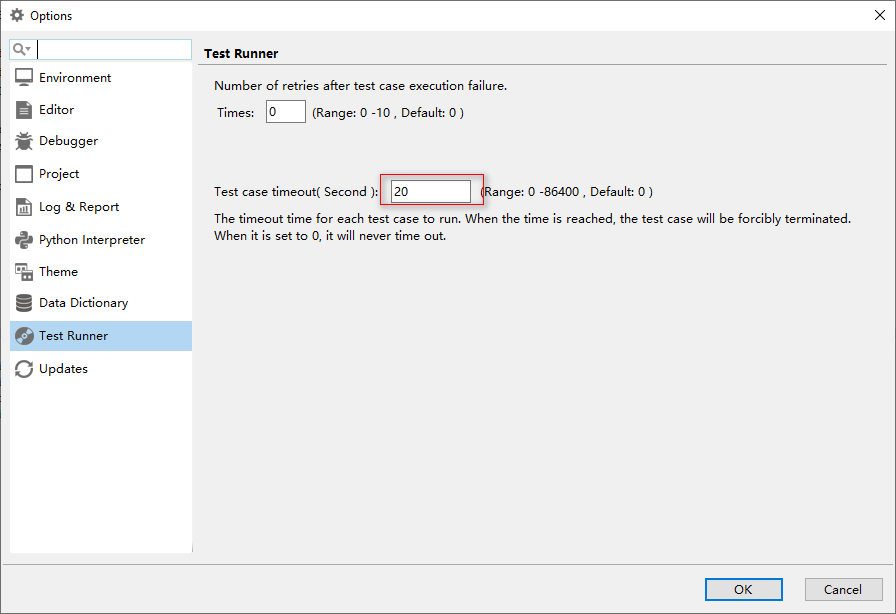 Options
Test Runner
Environment
Editor
Debugger
Project
Log & Report
Python Interpreter
Theme
Data Dictionary
Test Runner
Updates
Number of retries after test case execution failure.
Times: 0 (Range: 0 -10 , Default: 0 )
Test case timeout( Second ): 20 (Range: 0 -86400 , Default: 0 )
The timeout time for each test case to run. When the time is reached, the test case will be forcibly terminated.
When it is set to 0, it will never time out.
OK Cancel